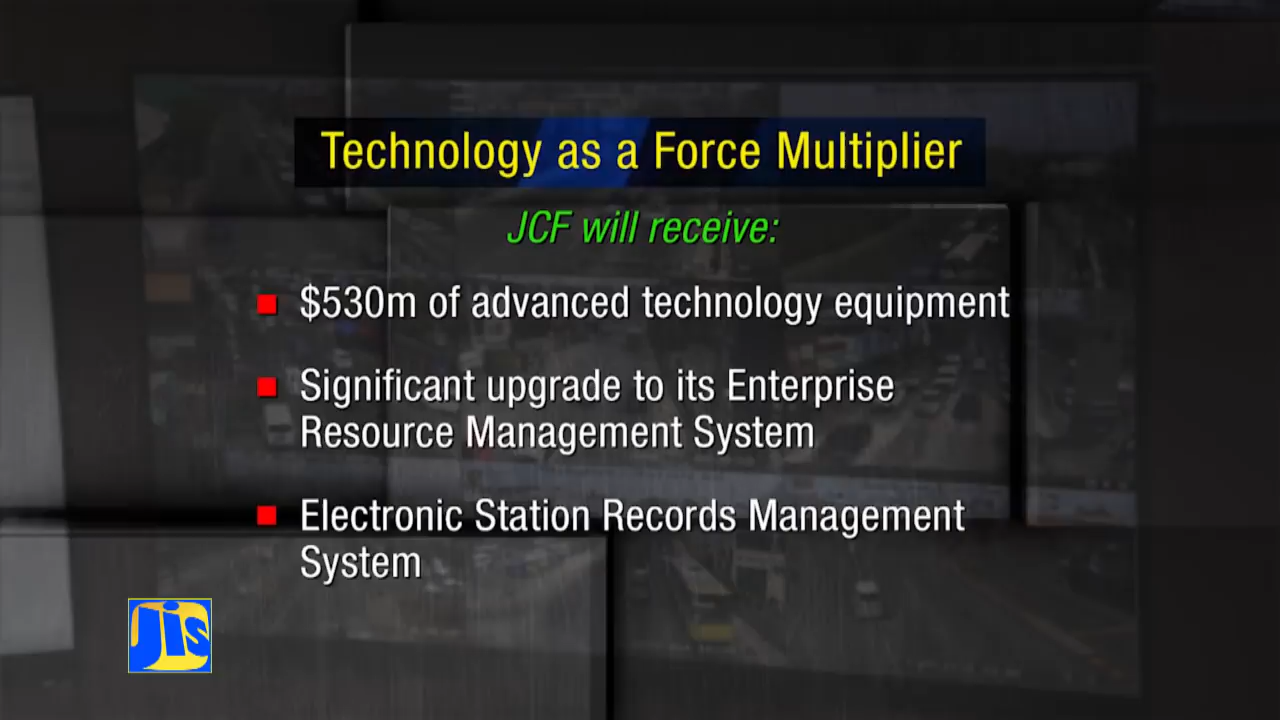 Technology as a Force Multiplier
JCF will receive:
$530m of advanced technology equipment
Significant upgrade to its Enterprise
Resource Management System
Electronic Station Records Management
System
jis